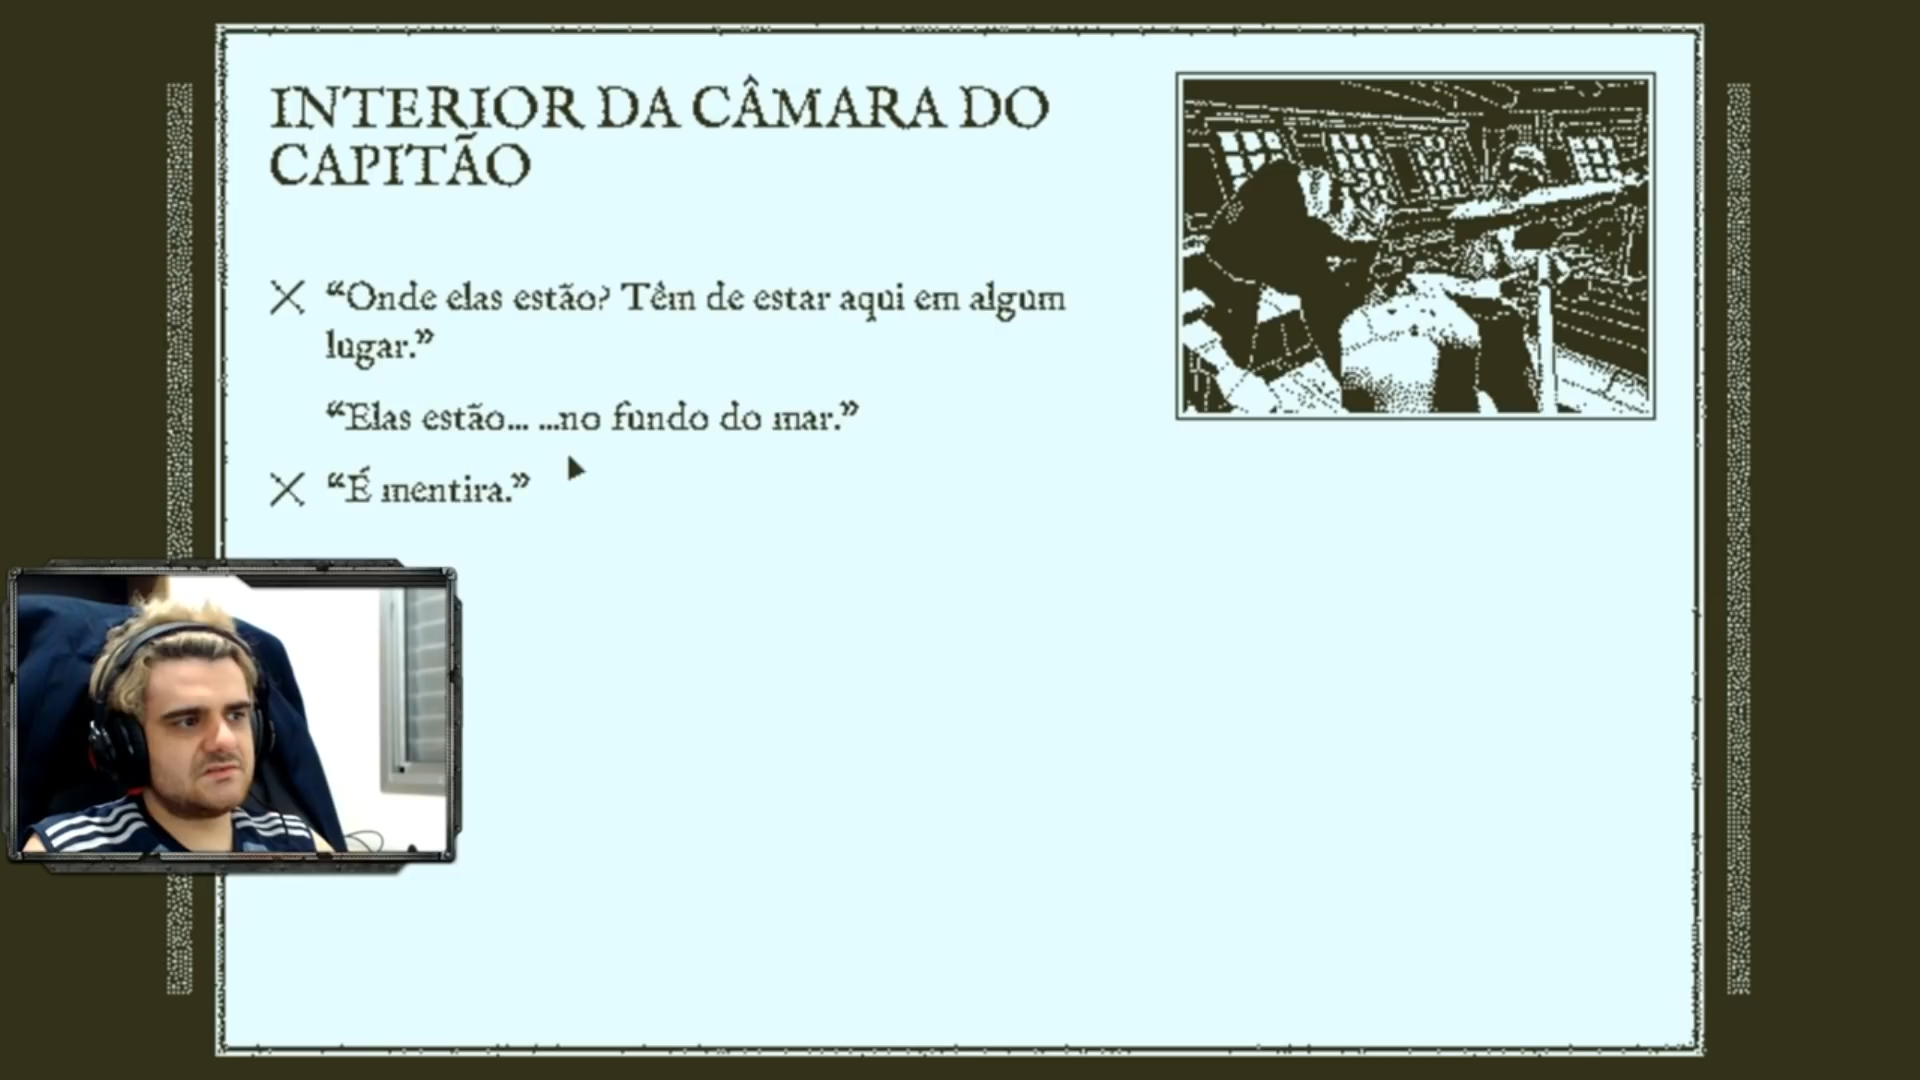 INTERIOR DA CÂMARA DO
CAPITÃO
“Onde elas estão? Têm de estar aqui em algum
lugar.”
“Elas estão... ...no fundo do mar.”
“É mentira.”